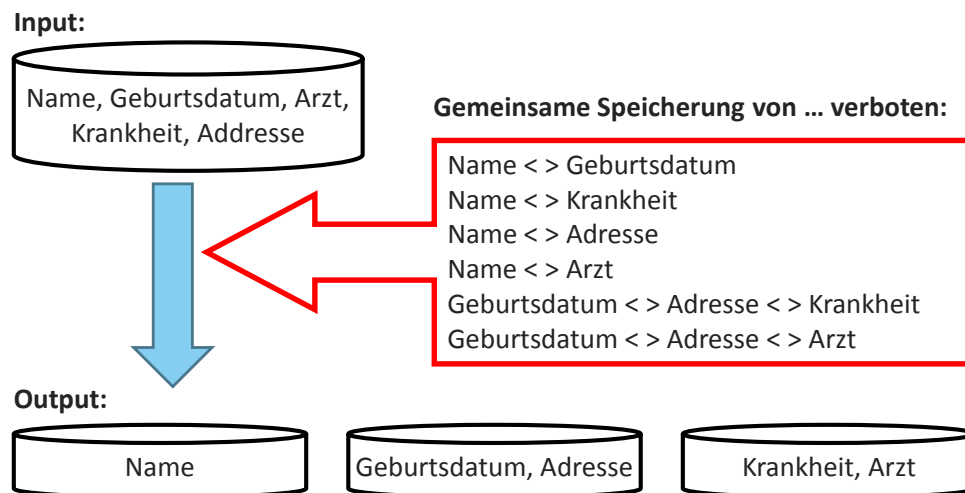 Input:
Name, Geburtsdatum, Arzt,
Krankheit, Addresse
Gemeinsame Speicherung von ... verboten:
Name < > Geburtsdatum
Name < > Krankheit
Name < > Adresse
Name < > Arzt
Geburtsdatum < > Adresse < > Krankheit
Geburtsdatum < > Adresse < > Arzt
Output:
Name
Geburtsdatum, Adresse
Krankheit, Arzt